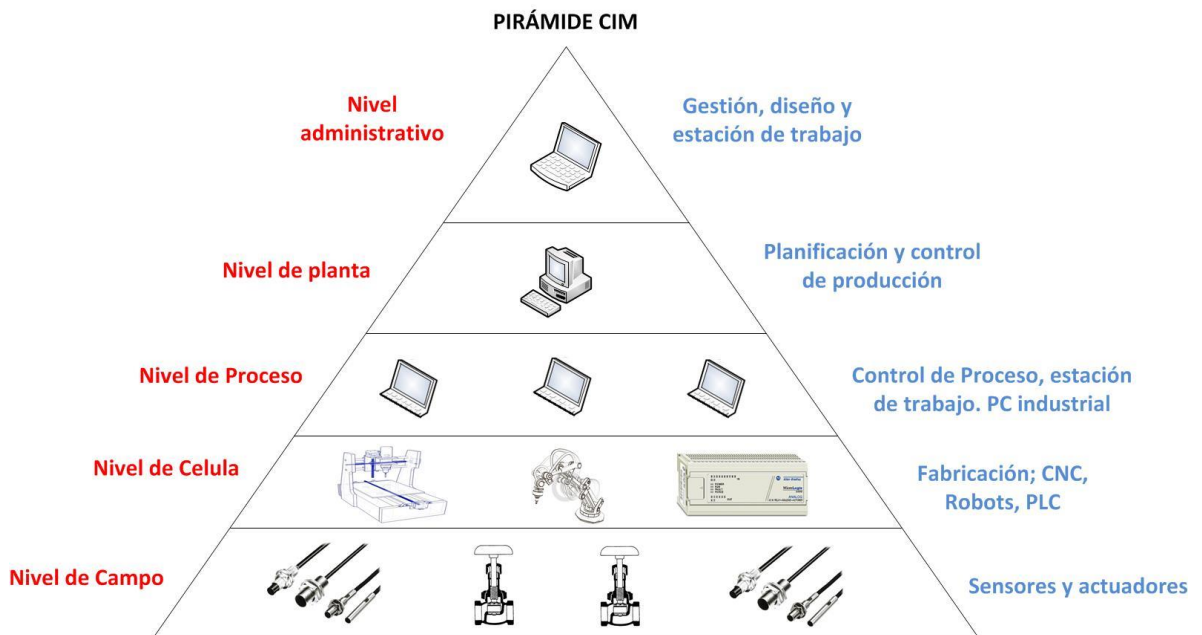 PIRÁMIDE CIM
Nivel
administrativo
Gestión, diseño y
estación de trabajo
Nivel de planta
Planificación y control
de producción
Nivel de Proceso
Control de Proceso, estación
de trabajo. PC industrial
Nivel de Celula
Fabricación; CNC,
Robots, PLC
Nivel de Campo
Sensores y actuadores